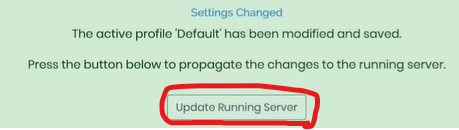 Settings Changed
The active profile 'Default' has been modified and saved.
Press the button below to propagate the changes to the running server.
Update Running Server